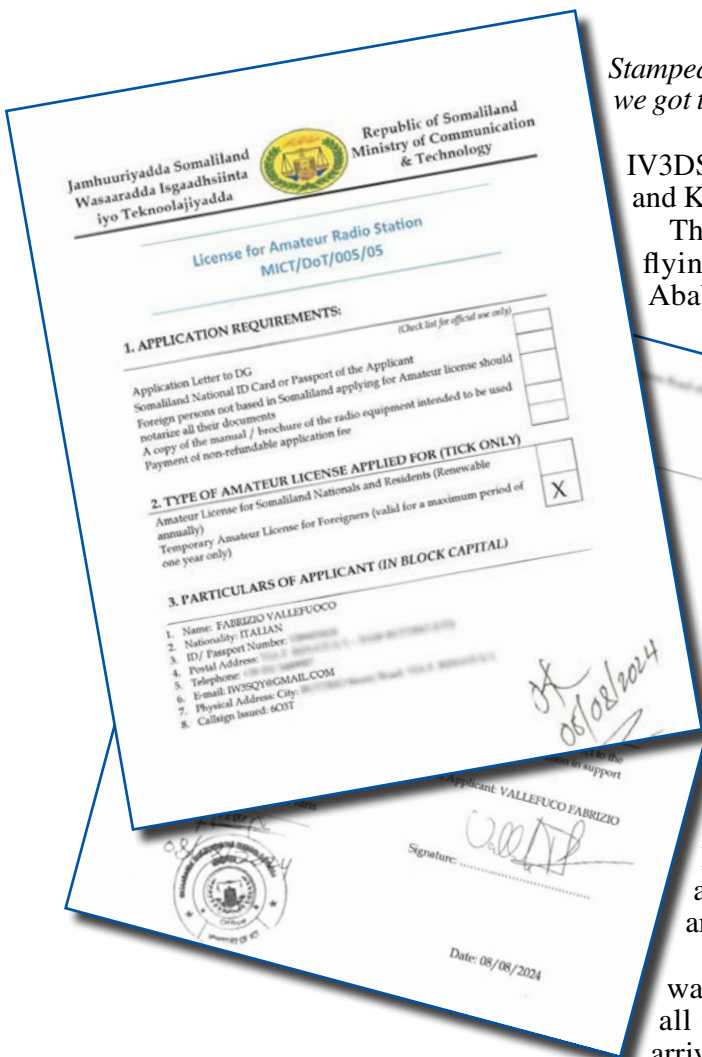 Stamped
we got t
IV3DS
and K
Th
flyin
Abal
Jamhuuriyadda Somaliland
Wasaaradda Isgaadhsiinta
iyo Teknoolajiyadda
Republic of Somaliland
Ministry of Communication
& Technology
License for Amateur Radio Station
MICT/DoT/005/05
1. APPLICATION REQUIREMENTS:
(Check list for official use only)
Application Letter to DG
Somaliland National ID Card or Passport of the Applicant
Foreign persons not based in Somaliland applying for Amateur license should
notarize all their documents
A copy of the manual / brochure of the radio equipment intended to be used
Payment of non-refundable application fee
2. TYPE OF AMATEUR LICENSE APPLIED FOR (TICK ONLY)
Amateur License for Somaliland Nationals and Residents (Renewable
annually)
Temporary Amateur License for Foreigners (valid for a maximum period of
one year only)
X
3. PARTICULARS OF APPLICANT (IN BLOCK CAPITAL)
1. Name: FABRIZIO VALLEFUOCO
2. Nationality: ITALIAN
3. ID/ Passport Number:
4. Postal Address:
5. Telephone:
6. E-mail: IW3SQY@GMAIL.COM
7. Physical Address: City:
8. Callsign Issued: 6O3T
06/08/2024
to the
in support
Applicant: VALLEFUCO FABRIZIO
Signature:
Date: 08/08/2024
a
an
wa
all
arriv